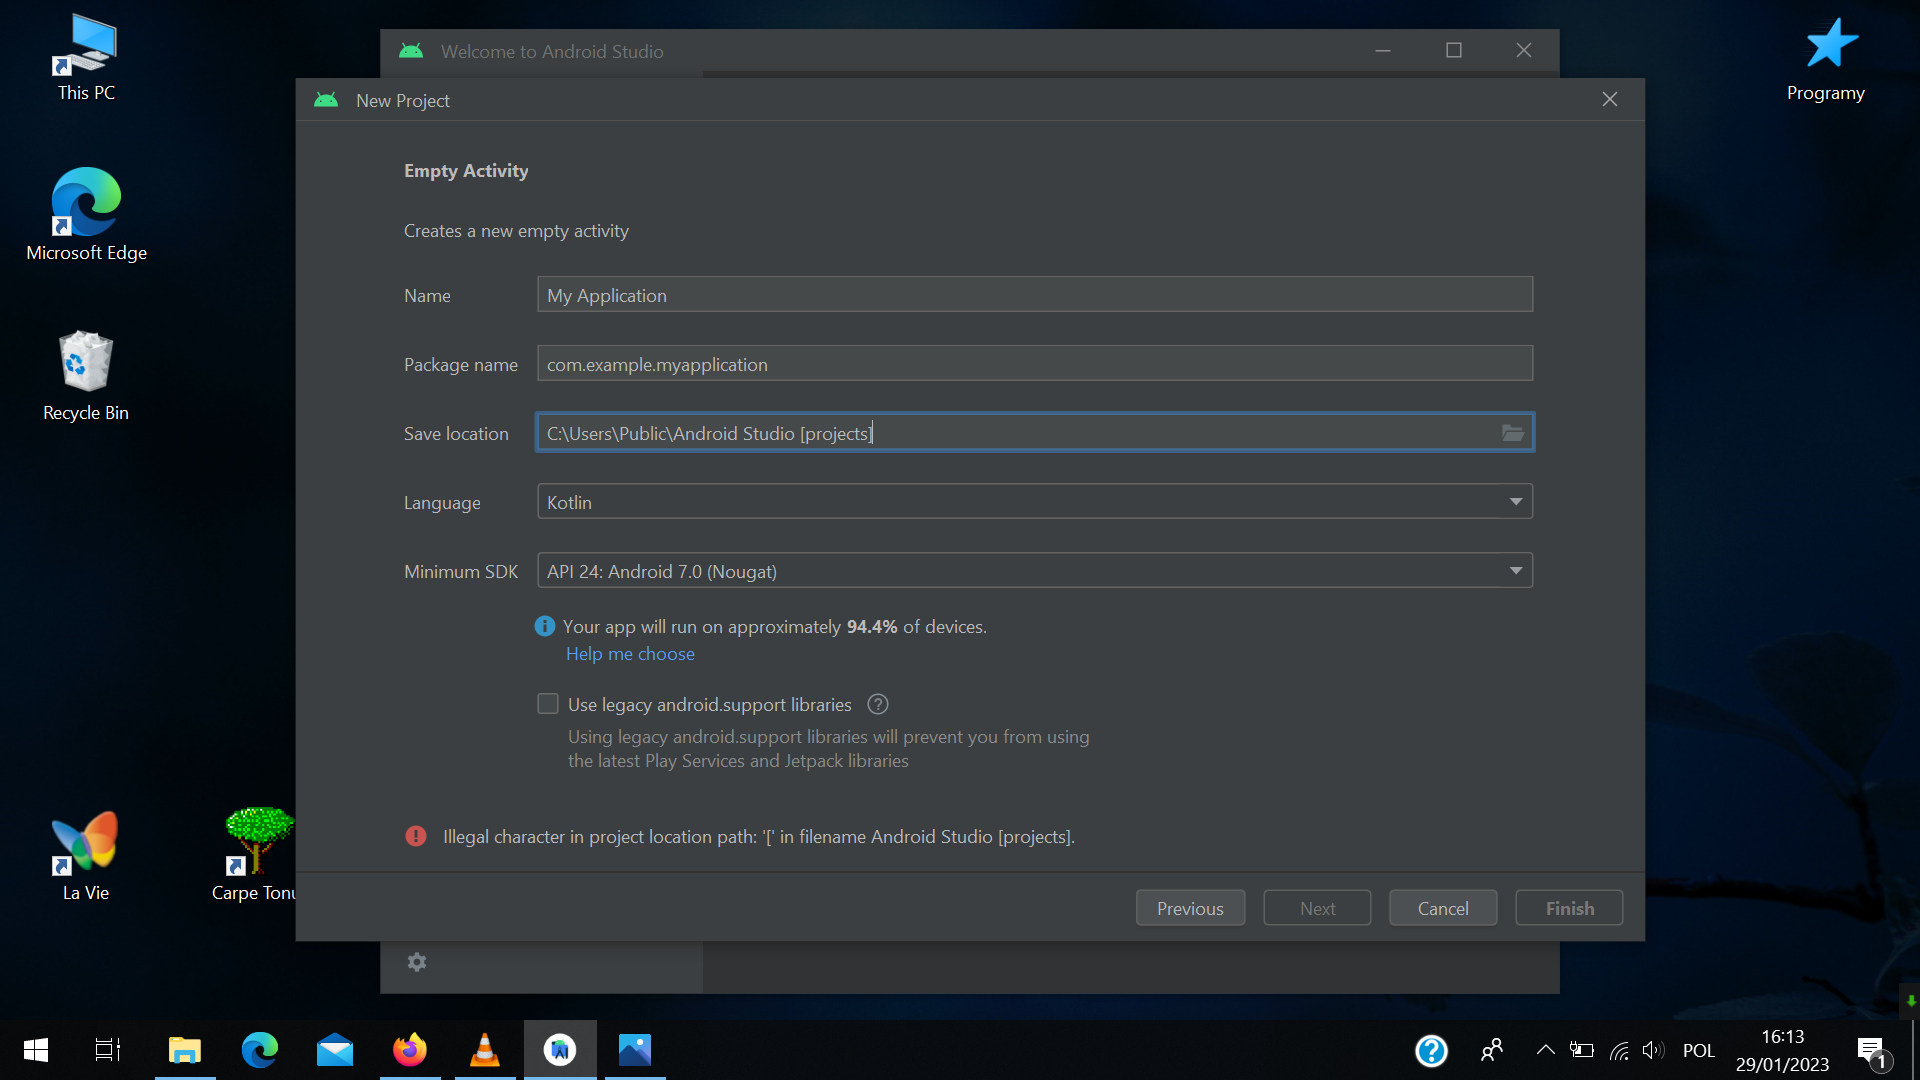 This PC
Microsoft Edge
Recycle Bin
La Vie
Carpe Tonu
Programy
Welcome to Android Studio
New Project
Empty Activity
Creates a new empty activity
Name
My Application
Package name
com.example.myapplication
Save location
C:\Users\Public\Android Studio [projects]
Language
Kotlin
Minimum SDK
API 24: Android 7.0 (Nougat)
Your app will run on approximately 94.4% of devices.
Help me choose
Use legacy android.support libraries
Using legacy android.support libraries will prevent you from using
the latest Play Services and Jetpack libraries
Illegal character in project location path: '[' in filename Android Studio [projects].
Previous
Next
Cancel
Finish
POL
16:13
29/01/2023
1